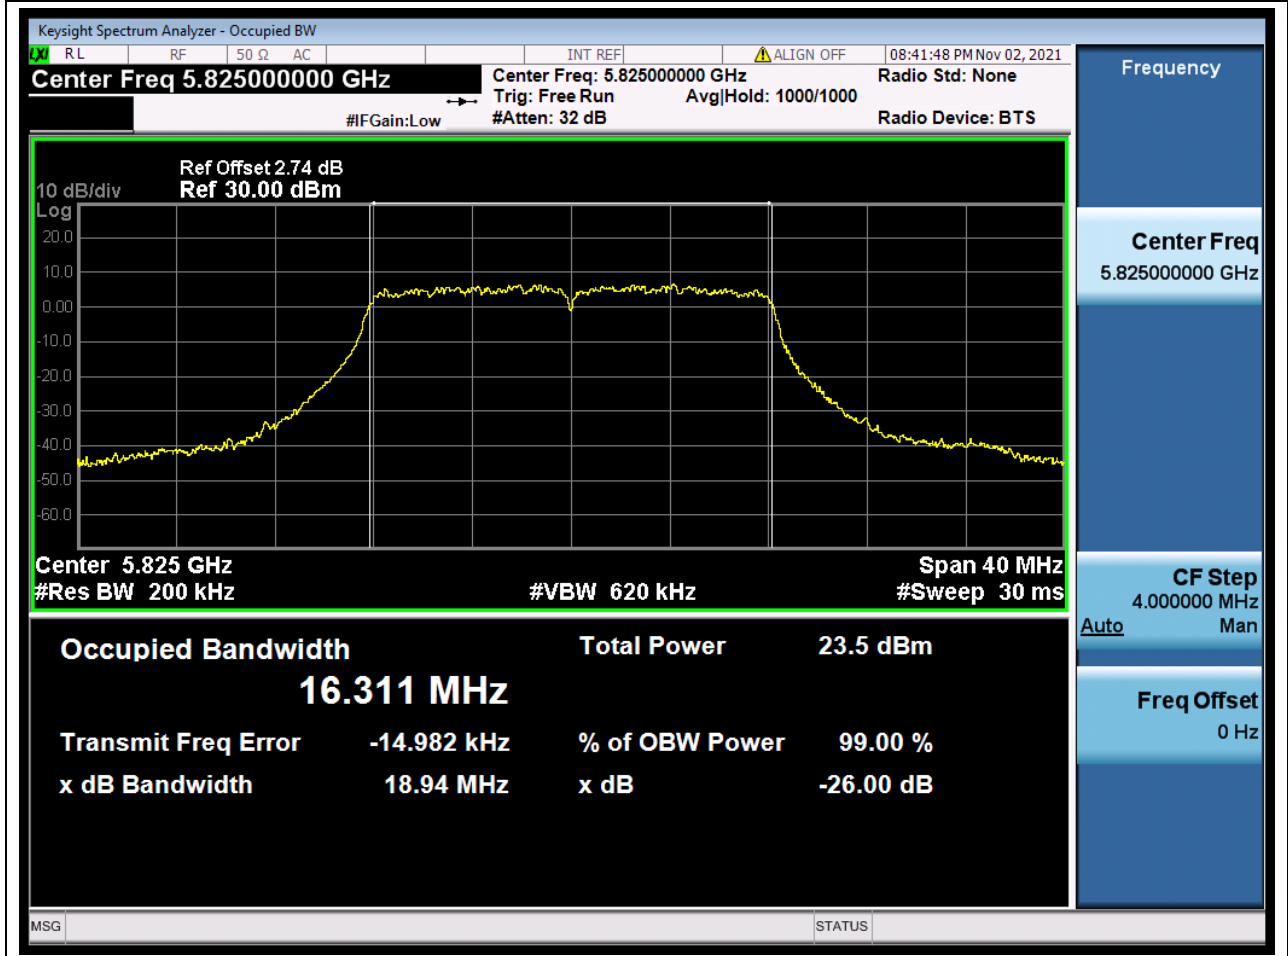 Keysight Spectrum Analyzer - Occupied BW
LXI RL RF 50 Ω AC INT REF ALIGN OFF 08:41:48 PM Nov 02, 2021
Center Freq 5.825000000 GHz
Center Freq: 5.825000000 GHz
Radio Std: None
Trig: Free Run Avg|Hold: 1000/1000
#IFGain:Low
#Atten: 32 dB
Radio Device: BTS
Ref Offset 2.74 dB
10 dB/div Ref 30.00 dBm
Log
20.0
10.0
0.00
-10.0
-20.0
-30.0
-40.0
-50.0
-60.0
Center 5.825 GHz Span 40 MHz
#Res BW 200 kHz #VBW 620 kHz #Sweep 30 ms
Occupied Bandwidth Total Power 23.5 dBm
16.311 MHz
Transmit Freq Error -14.982 kHz % of OBW Power 99.00 %
x dB Bandwidth 18.94 MHz x dB -26.00 dB
Frequency
Center Freq
5.825000000 GHz
CF Step
4.000000 MHz
Auto Man
Freq Offset
0 Hz
MSG STATUS